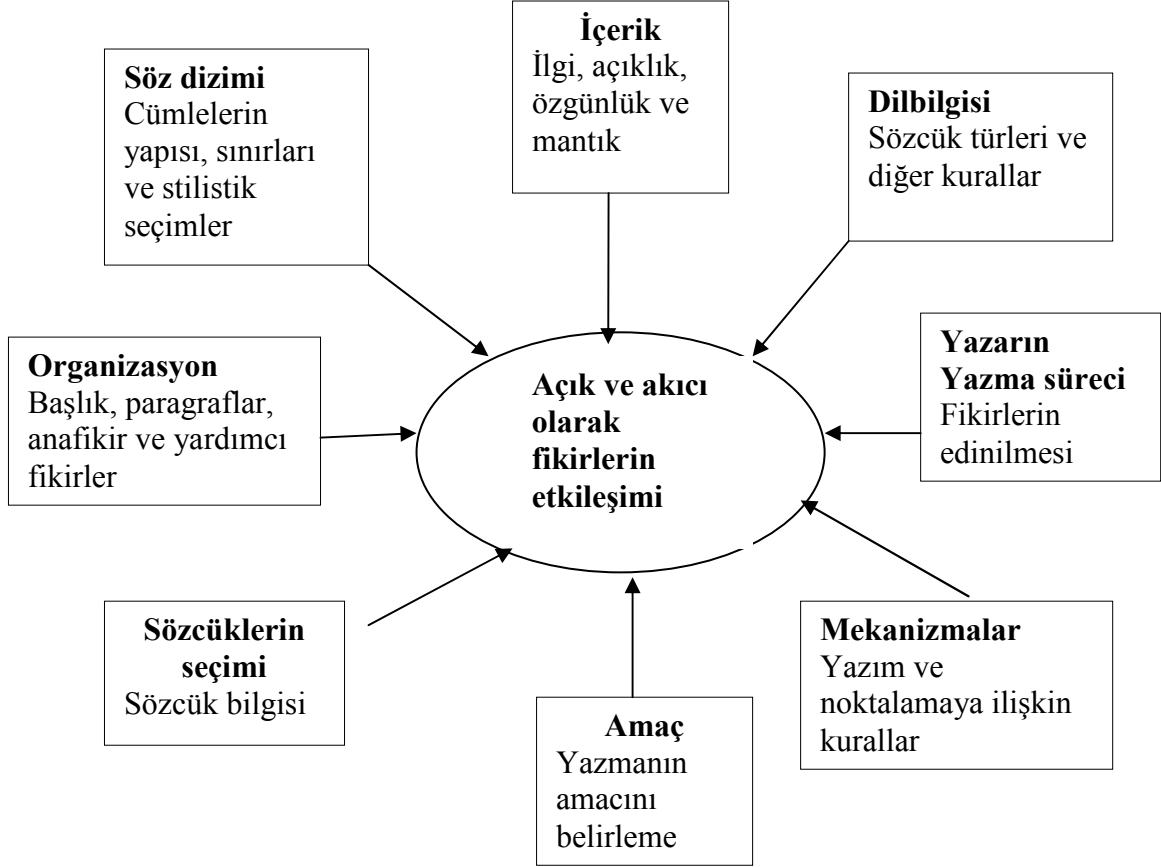 İçerik
İlgi, açıklık,
özgünlük ve
mantık
Söz dizimi
Cümlelerin
yapısı, sınırları
ve stilistik
seçimler
Dilbilgisi
Sözcük türleri ve
diğer kurallar
Organizasyon
Başlık, paragraflar,
anafikir ve yardımcı
fikirler
Açık ve akıcı
olarak
fikirlerin
etkileşimi
Yazarın
Yazma süreci
Fikirlerin
edinilmesi
Sözcüklerin
seçimi
Sözcük bilgisi
Amaç
Yazmanın
amacını
belirleme
Mekanizmalar
Yazım ve
noktalamaya ilişkin
kurallar